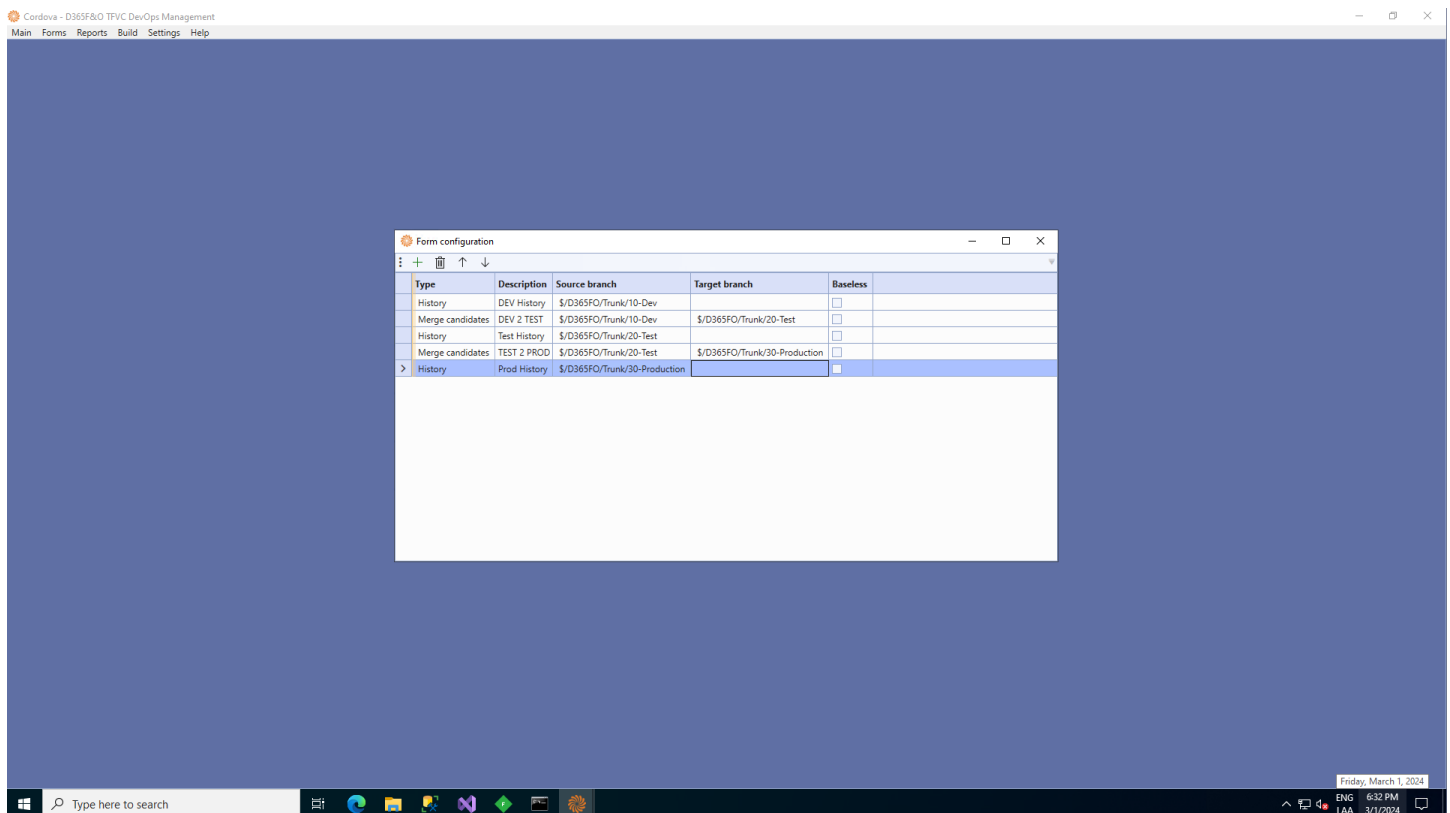 Cordova - D365F&O TFVC DevOps Management
Main Forms Reports Build Settings Help
Form configuration
Type Description Source branch Target branch Baseless
History DEV History $/D365FO/Trunk/10-Dev
Merge candidates DEV 2 TEST $/D365FO/Trunk/10-Dev $/D365FO/Trunk/20-Test
History Test History $/D365FO/Trunk/20-Test
Merge candidates TEST 2 PROD $/D365FO/Trunk/20-Test $/D365FO/Trunk/30-Production
History Prod History $/D365FO/Trunk/30-Production
Friday, March 1, 2024
Type here to search
ENG 6:32 PM
LAA 3/1/2024